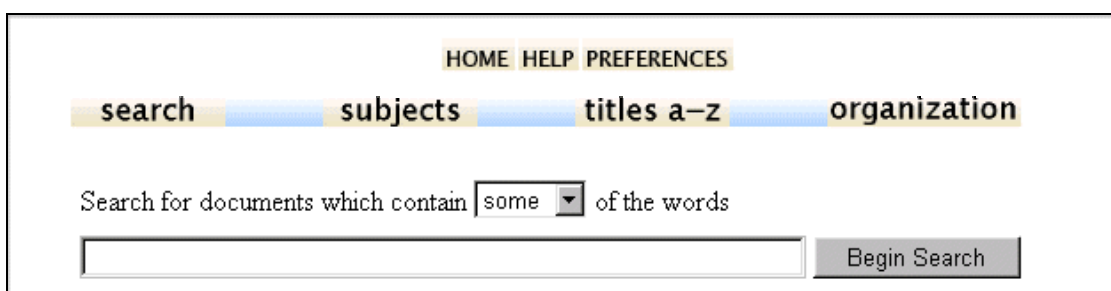 HOME HELP PREFERENCES
search subjects titles a–z organization
Search for documents which contain some of the words
Begin Search